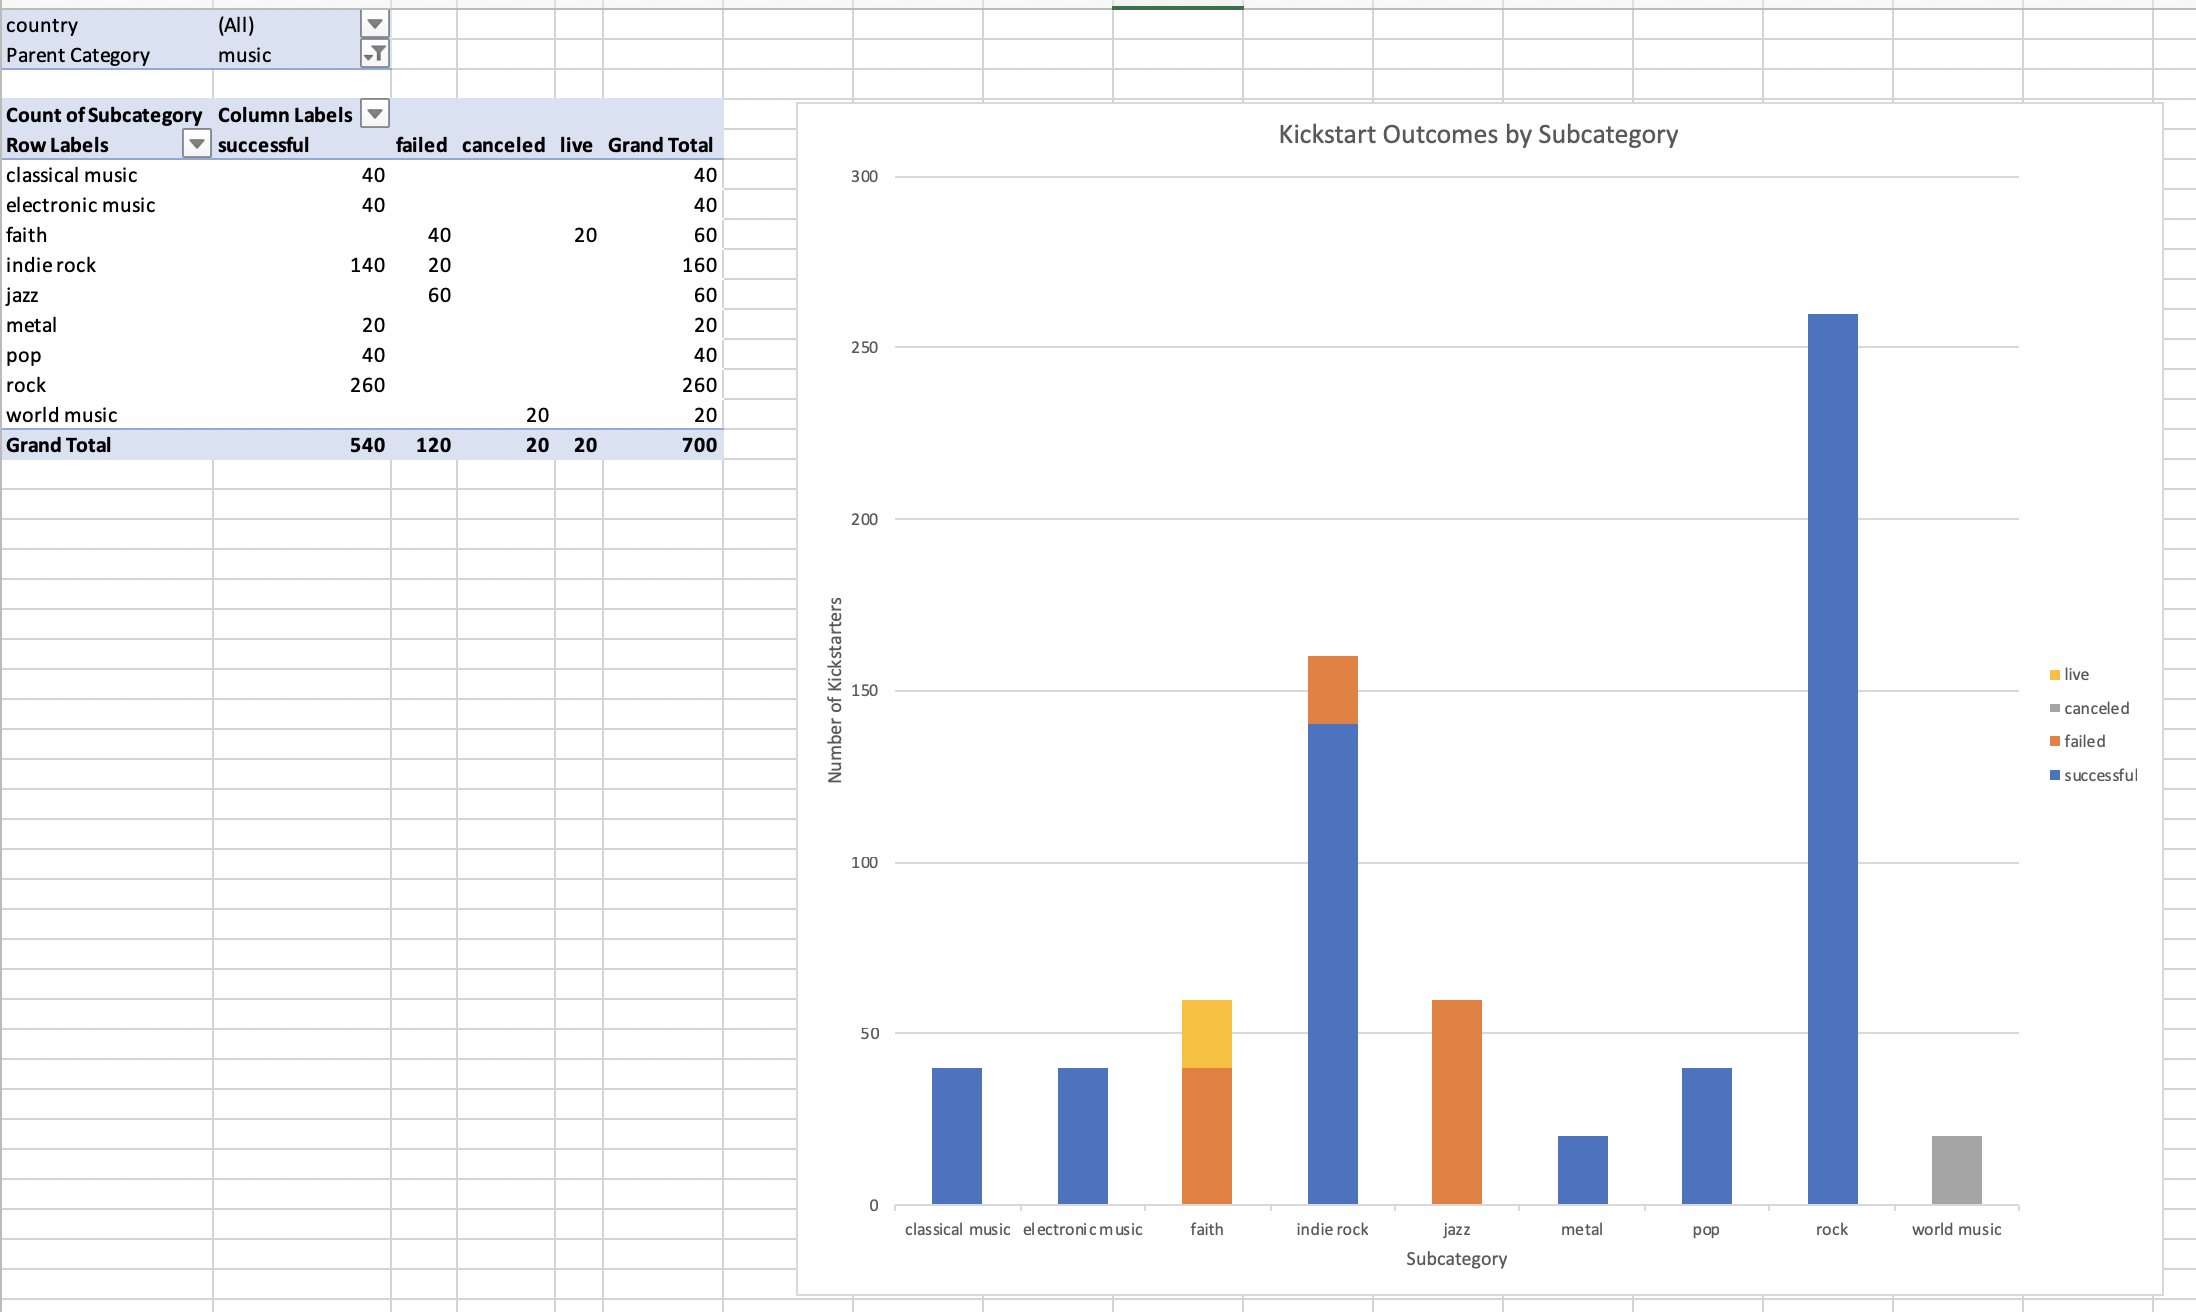 country (All)
Parent Category music
Count of Subcategory Column Labels
Row Labels successful failed canceled live Grand Total
classical music 40 40
electronic music 40 40
faith 40 20 60
indie rock 140 20 160
jazz 60 60
metal 20 20
pop 40 40
rock 260 260
world music 20 20
Grand Total 540 120 20 20 700
Kickstart Outcomes by Subcategory
300
250
200
150
100
50
0
Number of Kickstarters
classical music electronic music faith indie rock jazz metal pop rock world music
Subcategory
live
canceled
failed
successful